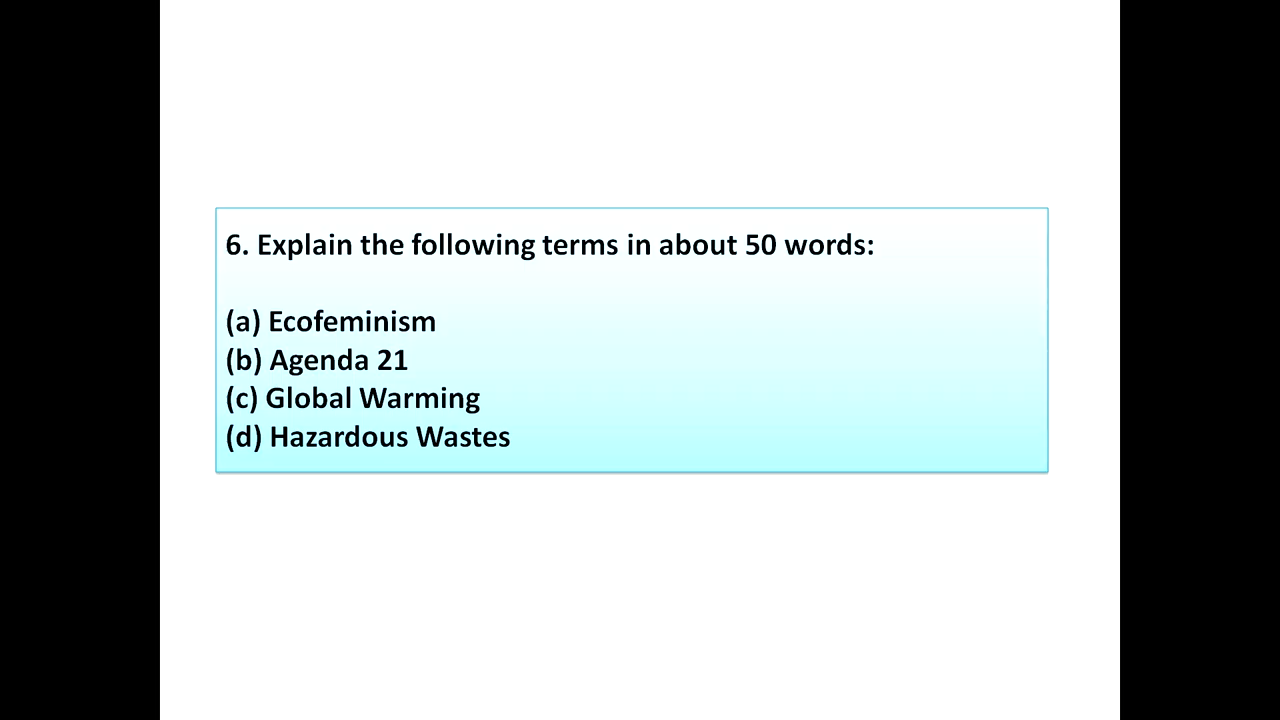 6. Explain the following terms in about 50 words:
(a) Ecofeminism
(b) Agenda 21
(c) Global Warming
(d) Hazardous Wastes